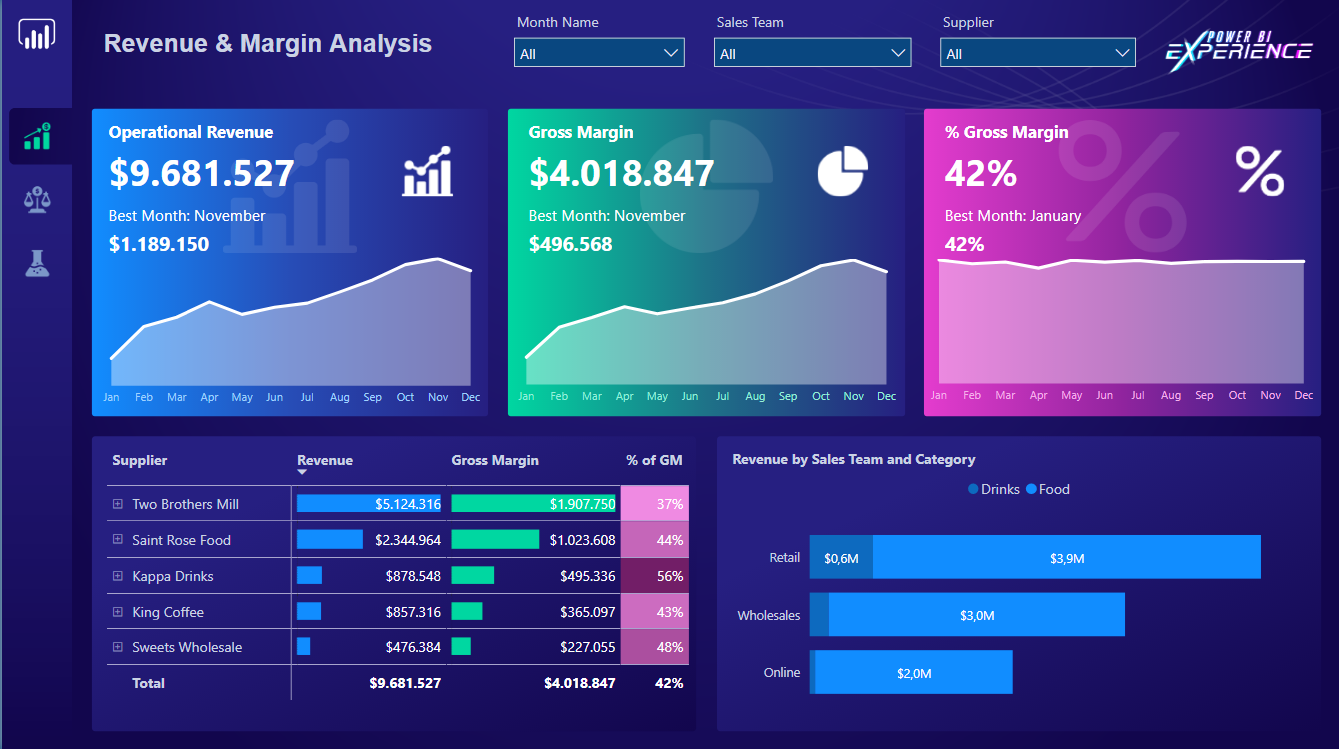 Revenue & Margin Analysis
Month Name
All
Sales Team
All
Supplier
All
POWER BI
EXPERIENCE
Operational Revenue
$9.681.527
Best Month: November
$1.189.150
Jan Feb Mar Apr May Jun Jul Aug Sep Oct Nov Dec
Gross Margin
$4.018.847
Best Month: November
$496.568
Jan Feb Mar Apr May Jun Jul Aug Sep Oct Nov Dec
% Gross Margin
42%
Best Month: January
42%
Jan Feb Mar Apr May Jun Jul Aug Sep Oct Nov Dec
Supplier Revenue Gross Margin % of GM
Two Brothers Mill $5.124.316 $1.907.750 37%
Saint Rose Food $2.344.964 $1.023.608 44%
Kappa Drinks $878.548 $495.336 56%
King Coffee $857.316 $365.097 43%
Sweets Wholesale $476.384 $227.055 48%
Total $9.681.527 $4.018.847 42%
Revenue by Sales Team and Category
Drinks Food
Retail $0,6M $3,9M
Wholesales $3,0M
Online $2,0M